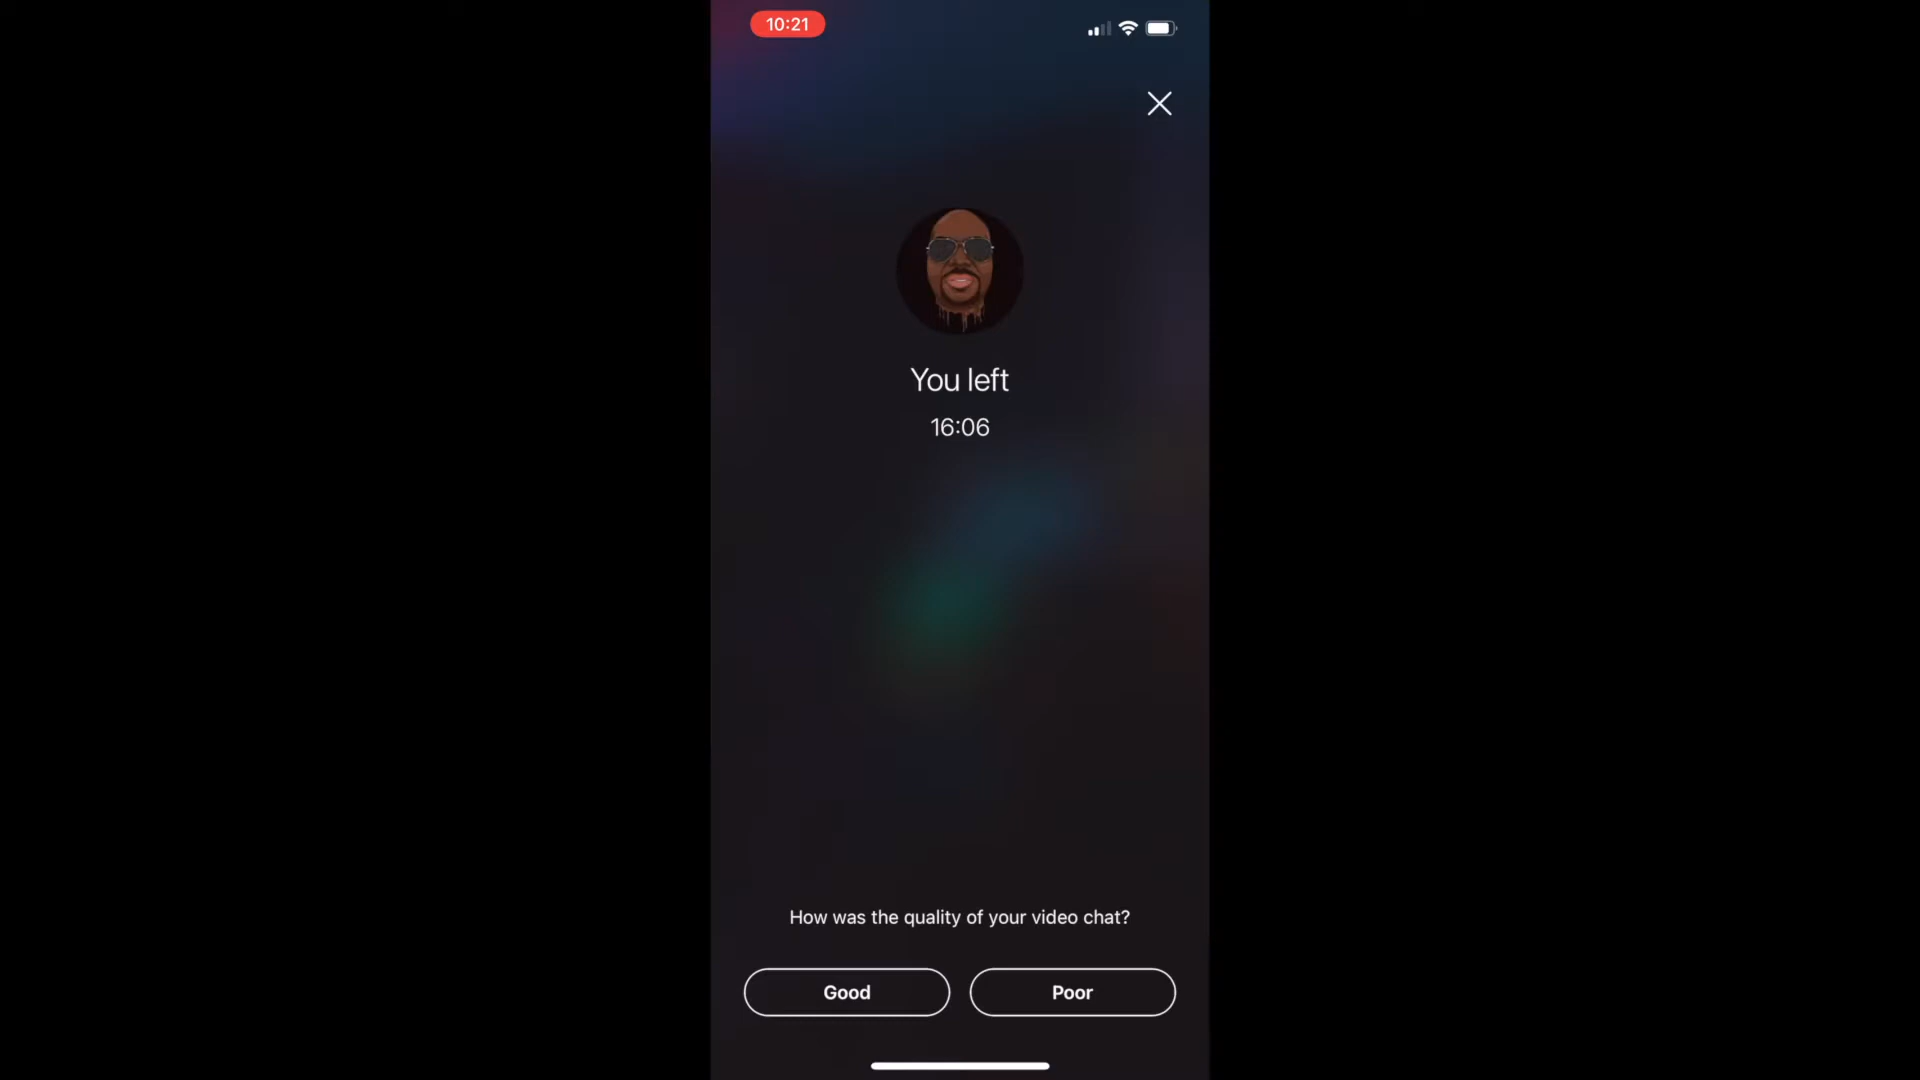 10:21
You left
16:06
How was the quality of your video chat?
Good
Poor